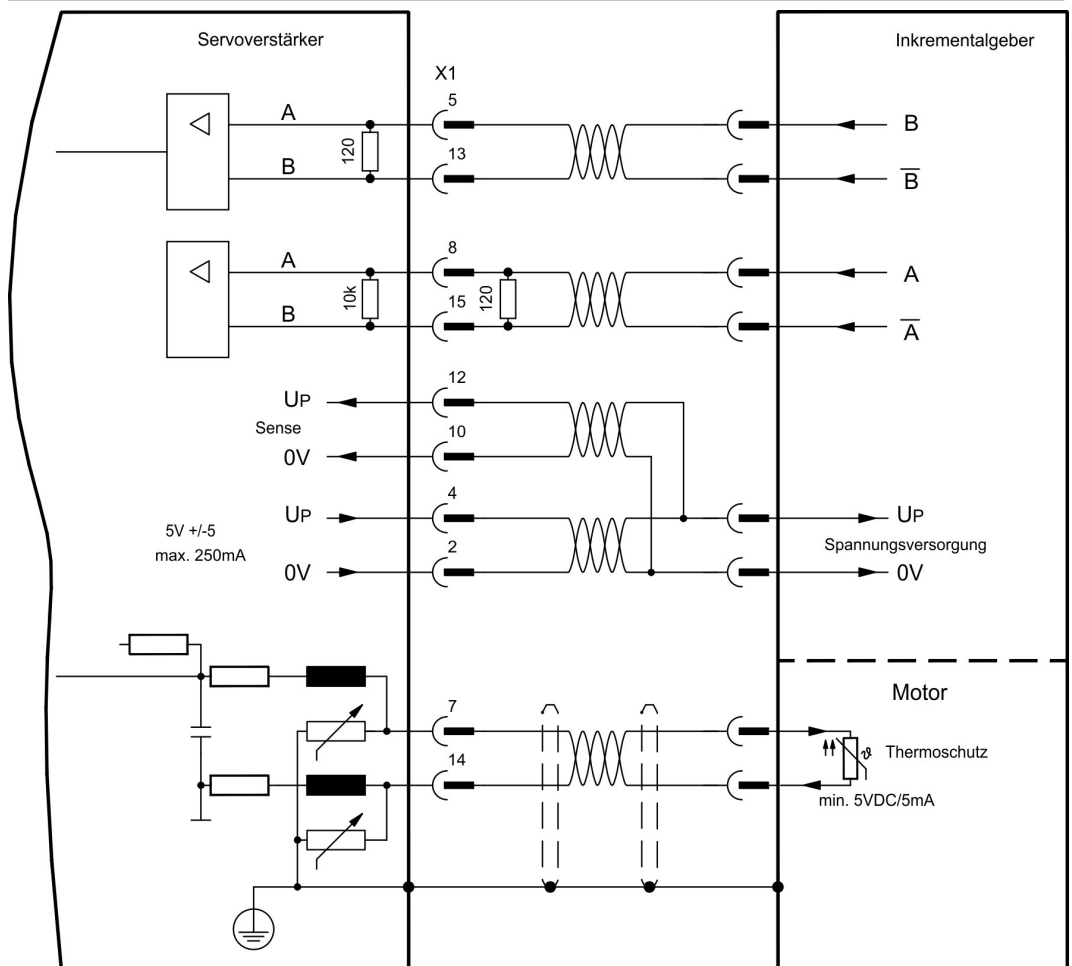 Servoverstärker
Inkrementalgeber
X1
5
A
B
120
13
B
B̅
8
A
A
10k
120
15
B
A̅
12
UP
Sense
10
0V
4
UP
UP
5V +/-5
max. 250mA
Spannungsversorgung
2
0V
0V
Motor
7
Thermoschutz
14
min. 5VDC/5mA
ϑ